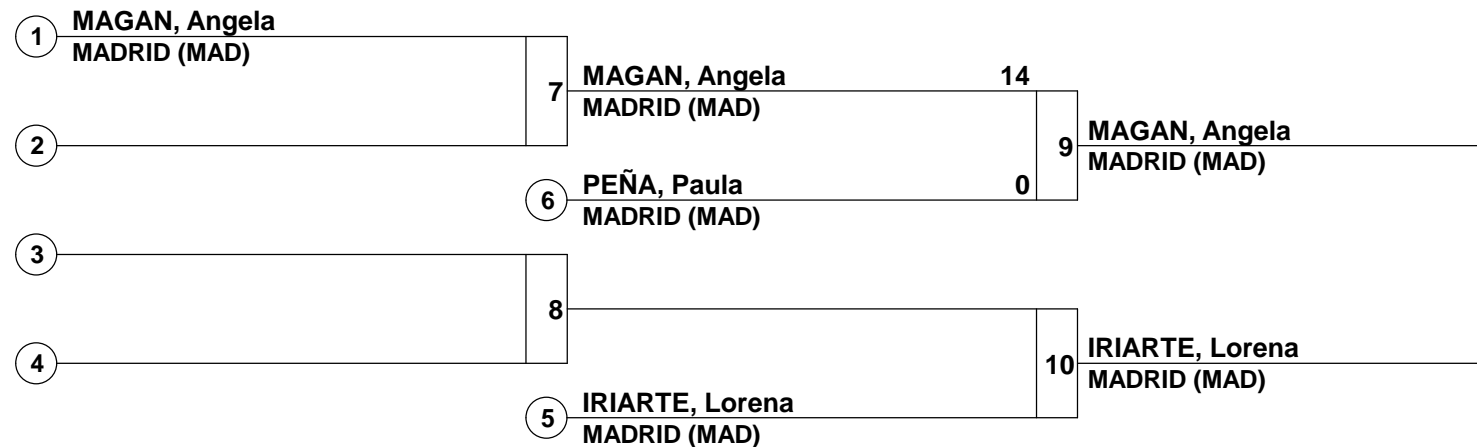 1 MAGAN, Angela
MADRID (MAD)
7 MAGAN, Angela 14
MADRID (MAD)
2
9 MAGAN, Angela
MADRID (MAD)
6 PEÑA, Paula 0
MADRID (MAD)
3
8
4
10 IRIARTE, Lorena
MADRID (MAD)
5 IRIARTE, Lorena
MADRID (MAD)